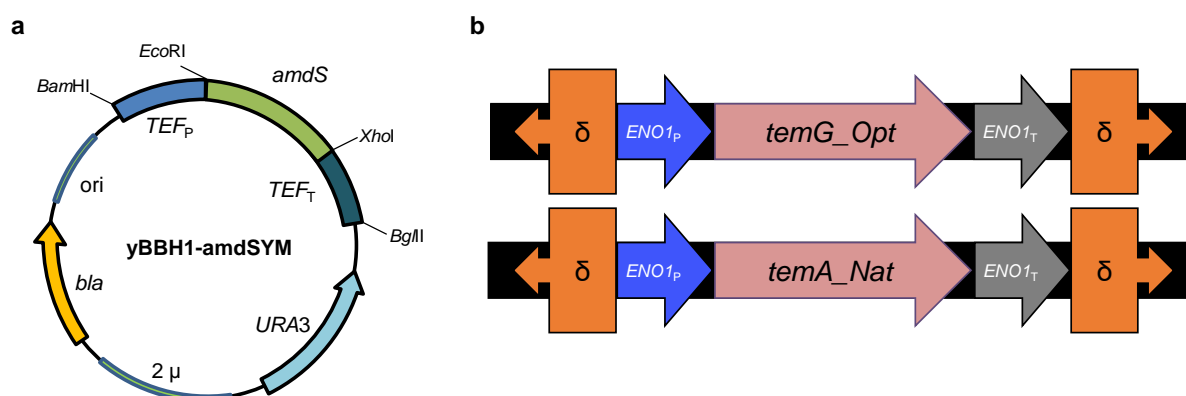 a
EcoRI
amdS
BamHI
TEFP
XhoI
ori
TEFT
yBBH1-amdSYM
BglII
bla
URA3
2 µ
b
δ ENO1P temG_Opt ENO1T δ
δ ENO1P temA_Nat ENO1T δ